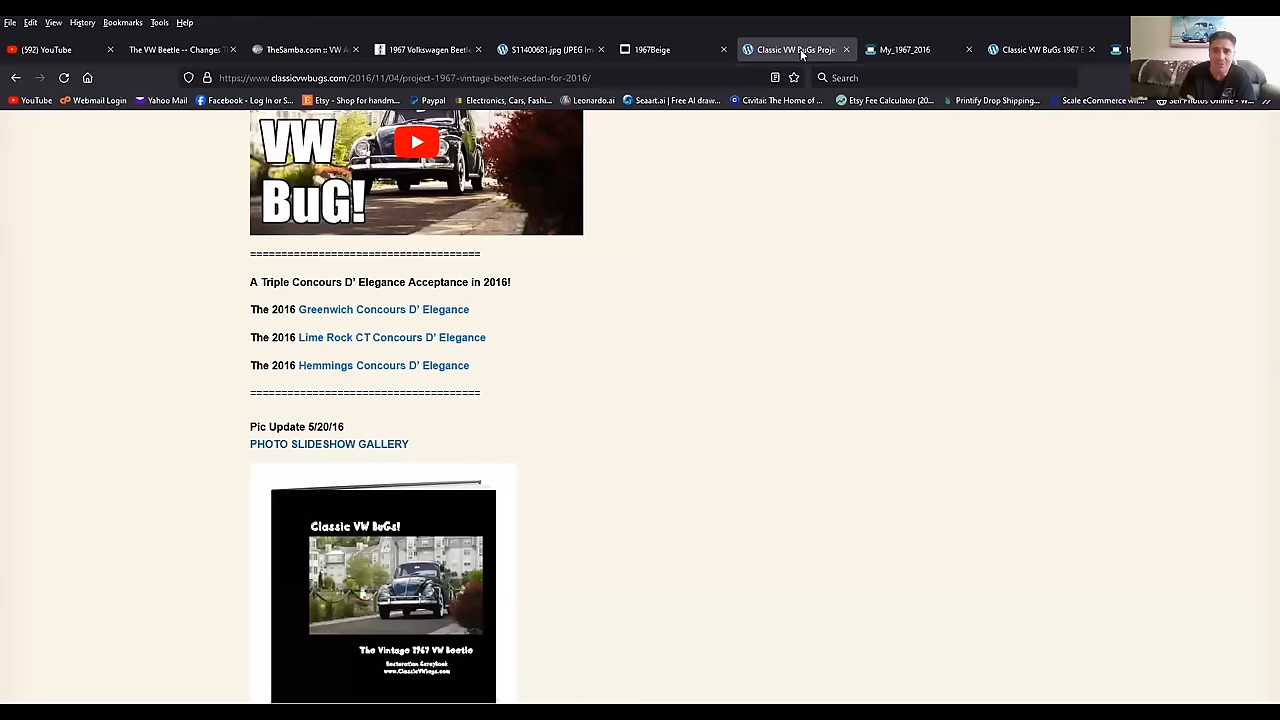 File Edit View History Bookmarks Tools Help
(592) YouTube
The VW Beetle -- Changes
TheSamba.com :: VW
1967 Volkswagen Beetle
S11400681.jpg (JPEG Im
1967Beige
Classic VW BuGs Proje
My_1967_2016
Classic VW BuGs 1967
https://www.classicvwbugs.com/2016/11/04/project-1967-vintage-beetle-sedan-for-2016/
Search
YouTube
Webmail Login
Yahoo Mail
Facebook - Log In or S...
Etsy - Shop for handm...
Paypal
Electronics, Cars, Fashi...
Leonardo.ai
Seaart.ai | Free AI draw...
Civitai: The Home of ...
Etsy Fee Calculator (20...
Printify Drop Shipping...
Scale eCommerce
VW
BuG!
=====================================
A Triple Concours D’ Elegance Acceptance in 2016!
The 2016 Greenwich Concours D’ Elegance
The 2016 Lime Rock CT Concours D’ Elegance
The 2016 Hemmings Concours D’ Elegance
=====================================
Pic Update 5/20/16
PHOTO SLIDESHOW GALLERY
Classic VW BuGs!
The Vintage 1967 VW Beetle
Restoration ScrapBook
www.ClassicVWbugs.com